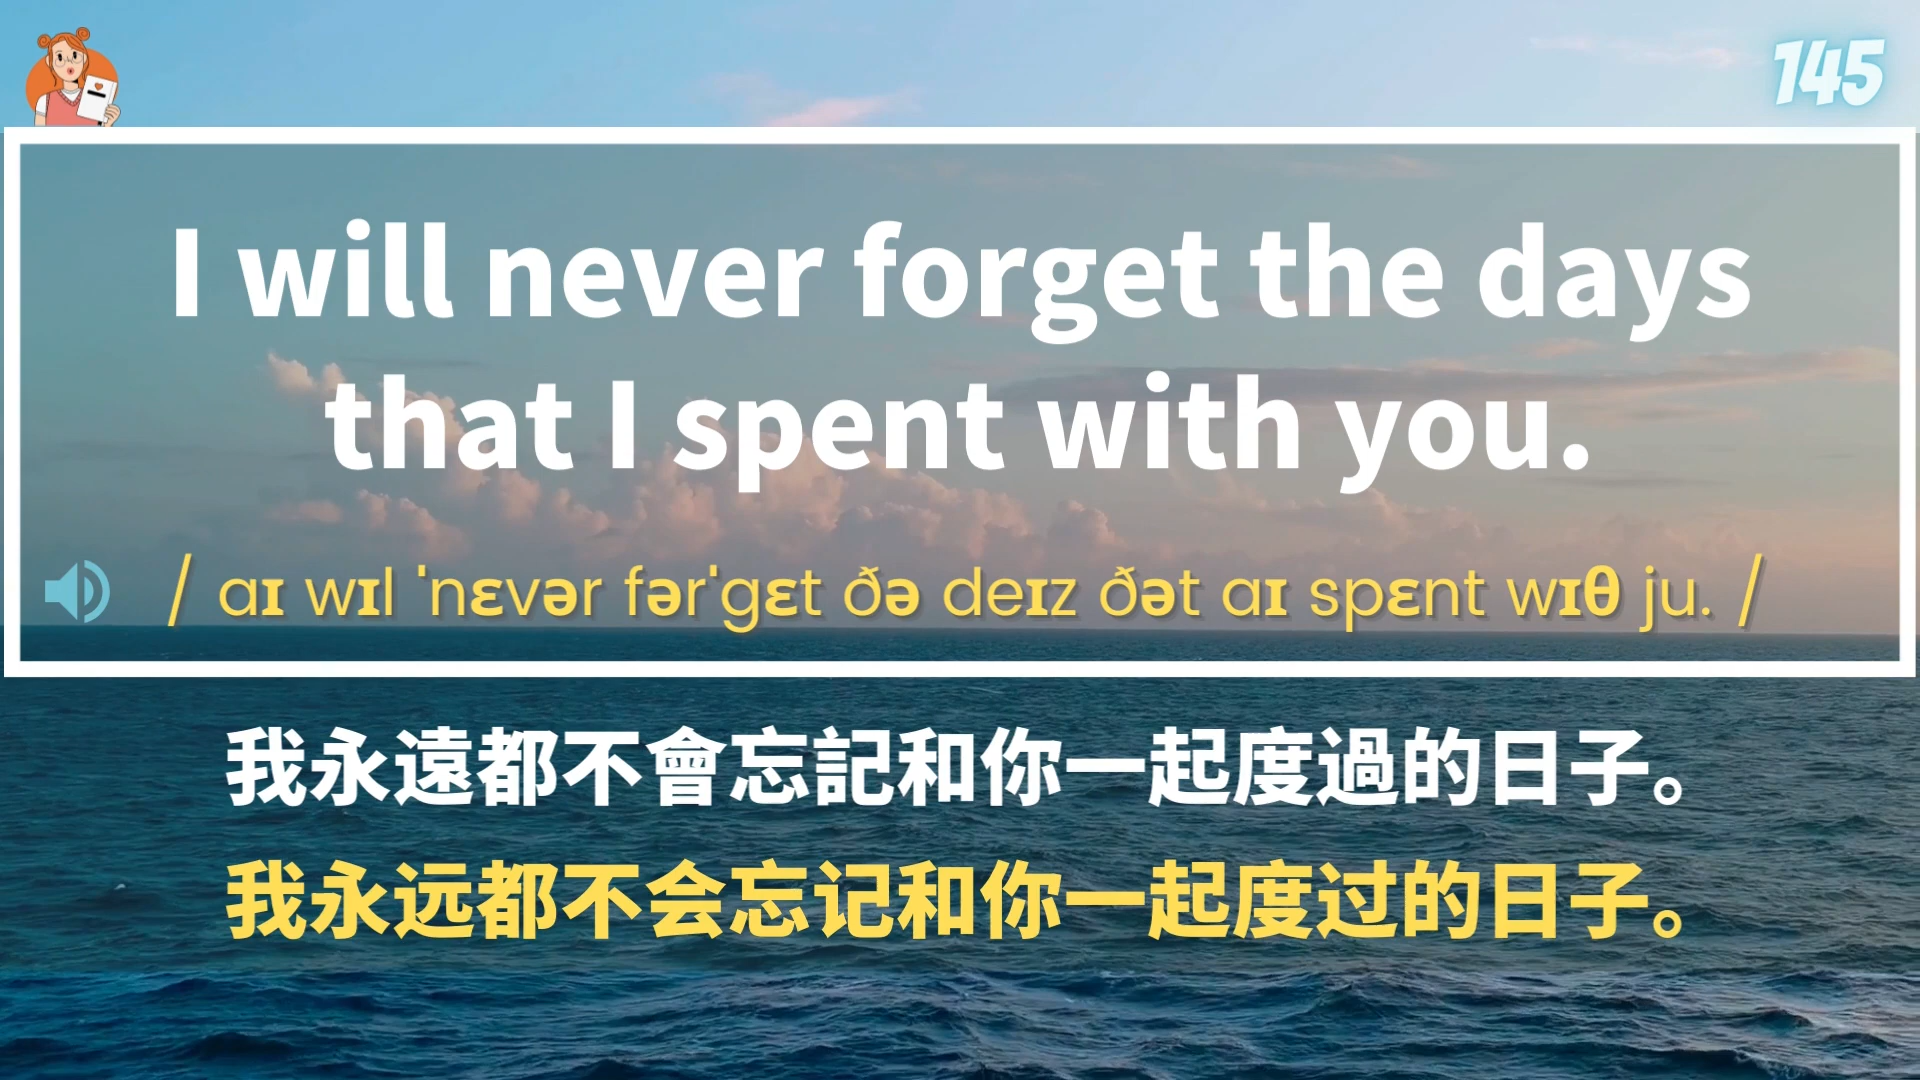 145
I will never forget the days
that I spent with you.
/ aɪ wɪl ˈnɛvər fərˈgɛt ðə deɪz ðət aɪ spɛnt wɪθ ju. /
我永遠都不會忘記和你一起度過的日子。
我永远都不会忘记和你一起度过的日子。